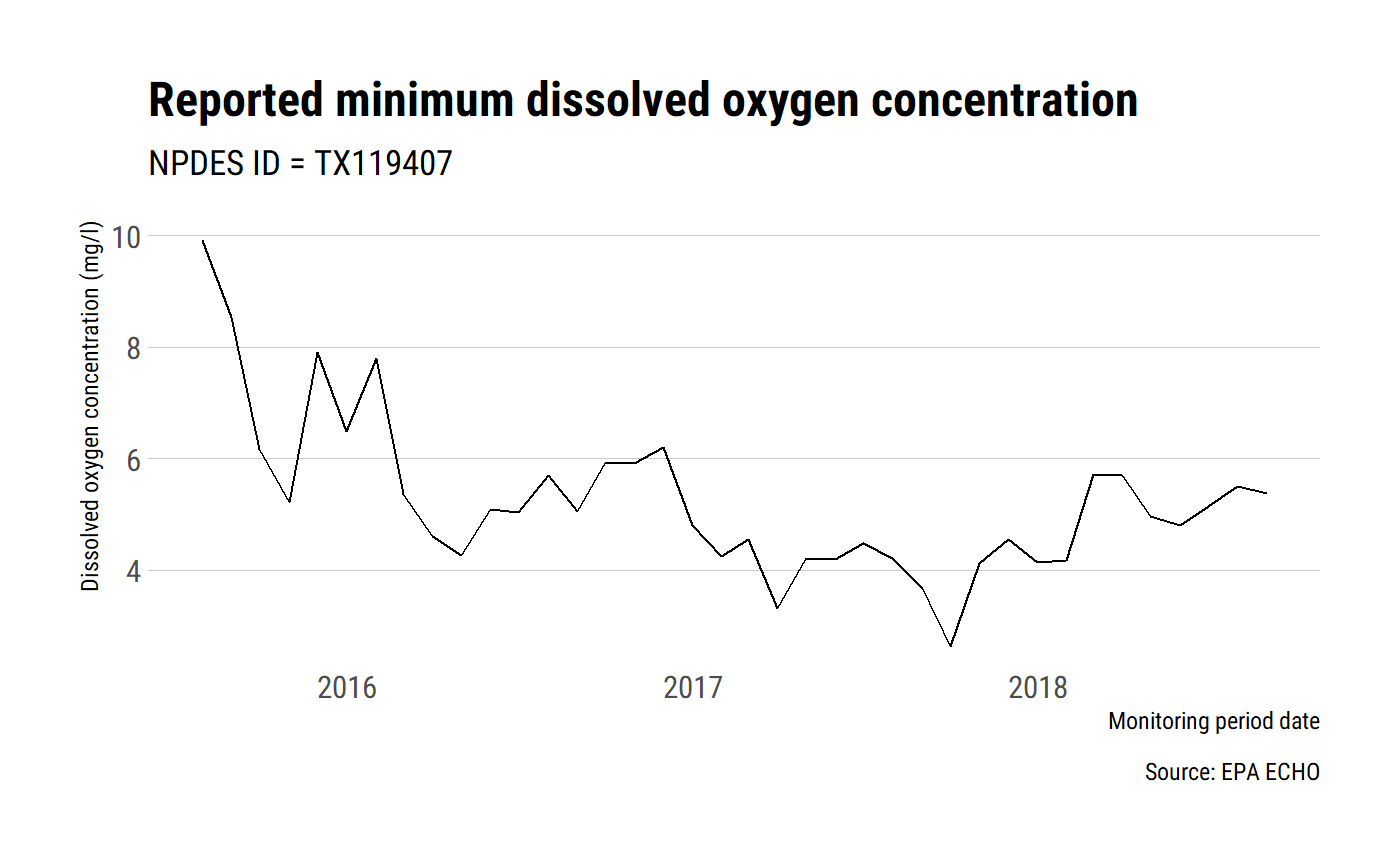 Reported minimum dissolved oxygen concentration
NPDES ID = TX119407
Dissolved oxygen concentration (mg/l)
10
8
6
4
2016
2017
2018
Monitoring period date
Source: EPA ECHO